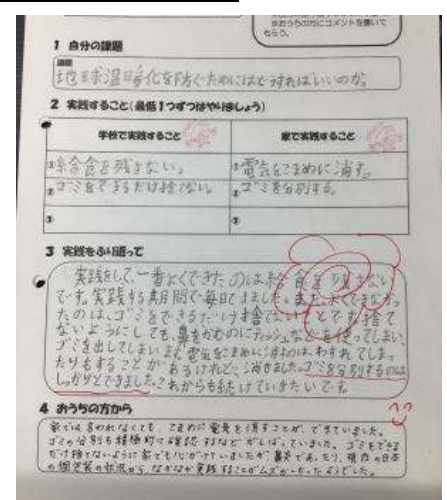 ※おうちの方にコメントを書いて
もらう。
1 自分の課題
課題
地球温暖化を防ぐためにはどうすればいいのか。
2 実践すること(最低1つずつはやりましょう)
学校で実践すること 家で実践すること
①給食を残さない。 ①電気をこまめに消す。
②ゴミをできるだけ捨てない。 ②ゴミを分別する。
③ ③
3 実践をふり返って
実践をして、一番よくできたのは給食を残さない
です。実践する期間で毎日できました。また、よくできなかっ
たのは、ゴミをできるだけ捨てないことです。捨て
ないようにしても、鼻をかむのにティッシュなどを使ってしまい、
ゴミを出してしまいます。電気をこまめに消すのは、わすれてしまっ
たりもすることがあるけれど、消せました。ゴミを分別するのは
しっかりとできました。これからも続けていきたいです。
4 おうちの方から
家では言われなくても、こまめに電気を消すことが、できていました。
ゴミの分別も積極的に確認するなどがんばっていました。ゴミをできる
だけ捨てないように家でも心がけていましたが、鼻炎であったり、現在の日本
の個包装の状況から、なかなか実践することがムズかしかったようでした。